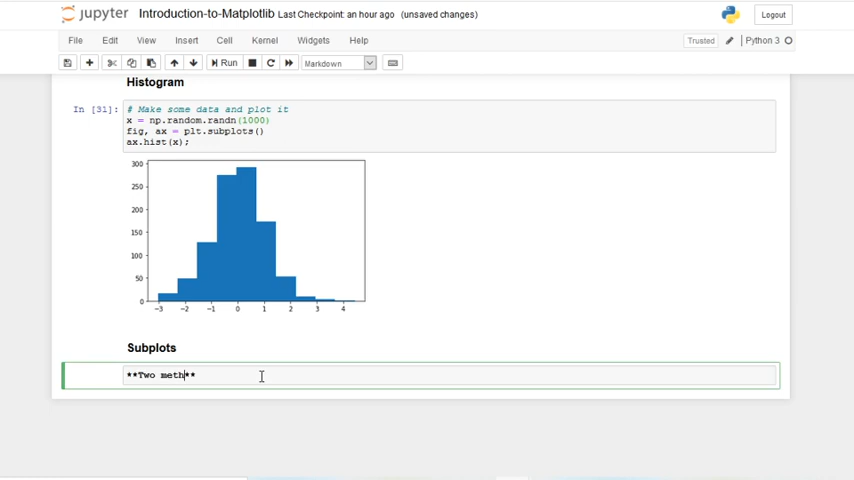 jupyter Introduction-to-Matplotlib Last Checkpoint: an hour ago (unsaved changes)
Logout
File Edit View Insert Cell Kernel Widgets Help
Trusted Python 3
Run Markdown
Histogram
In [31]: # Make some data and plot it
x = np.random.randn(1000)
fig, ax = plt.subplots()
ax.hist(x);
300
250
200
150
100
50
0
-3 -2 -1 0 1 2 3 4
Subplots
**Two meth**